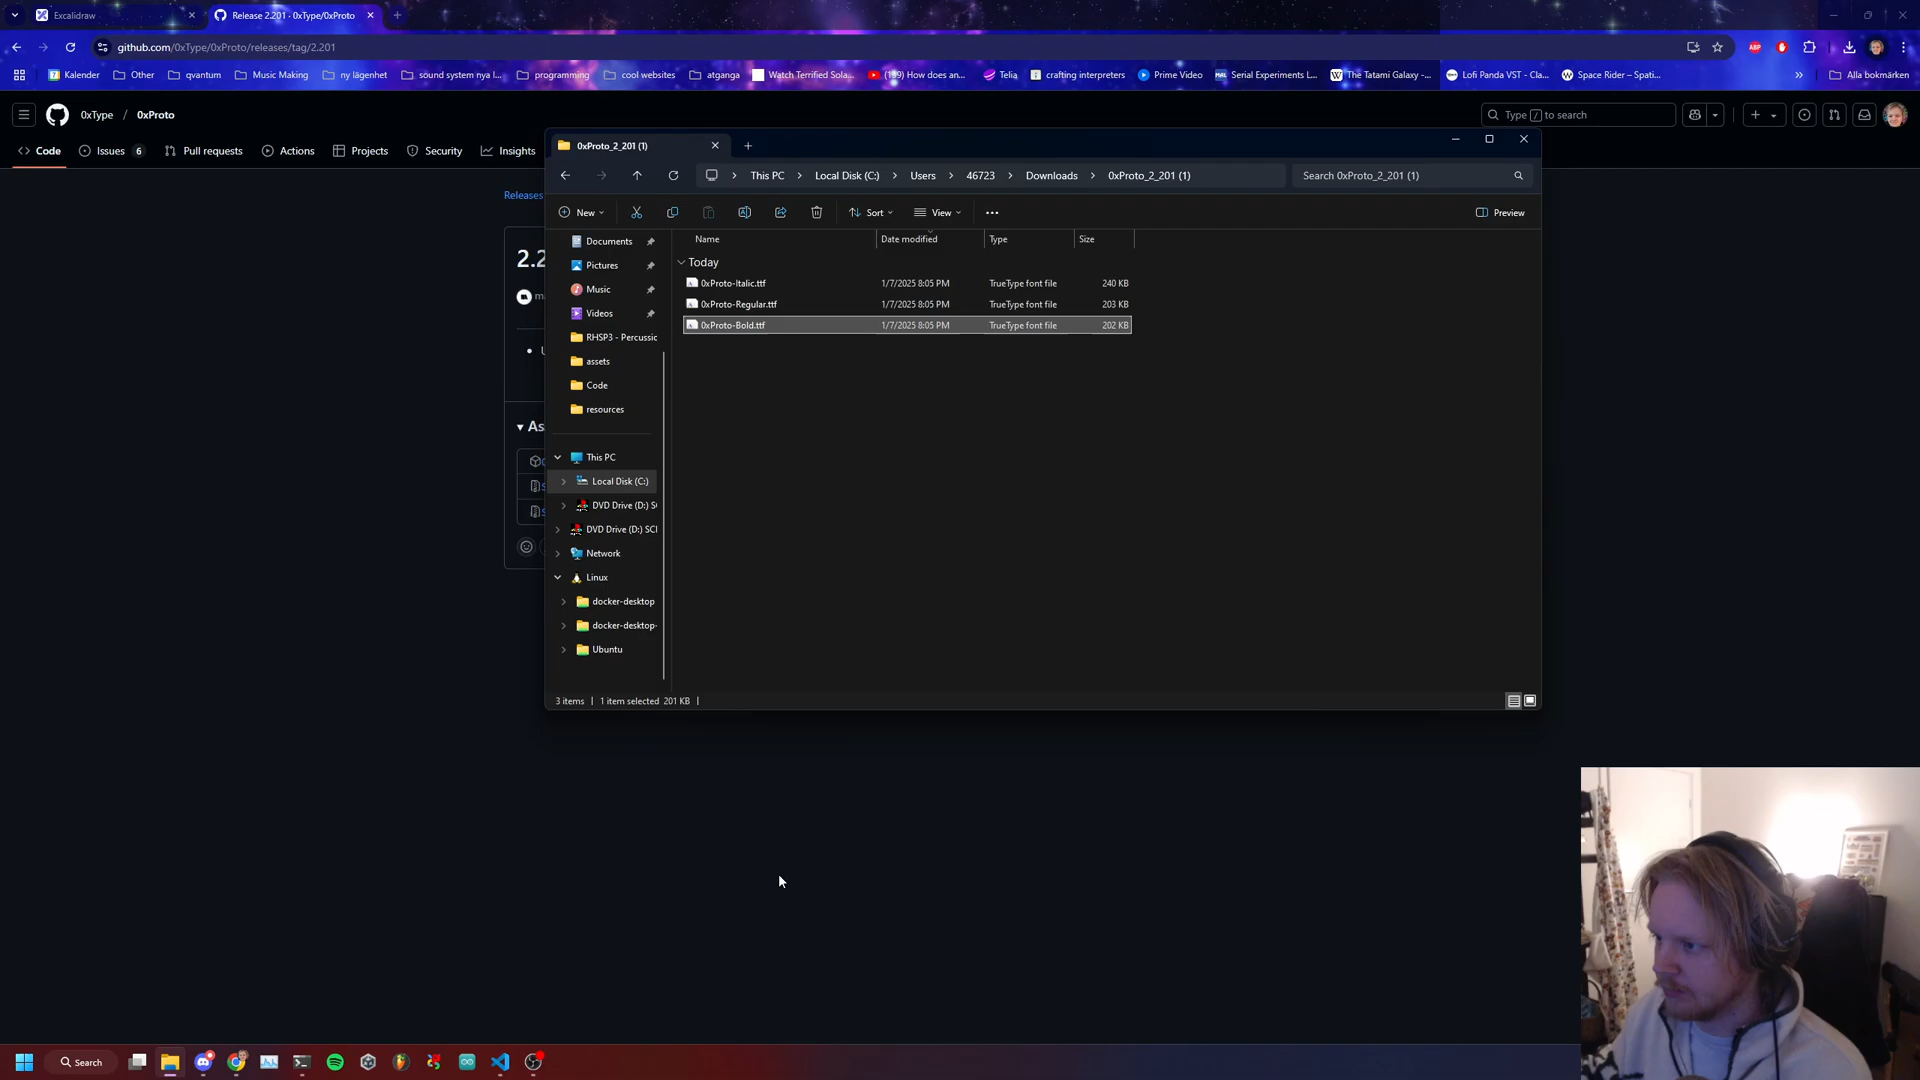 Excalidraw
Release 2.201 · 0xType/0xProto
github.com/0xType/0xProto/releases/tag/2.201
Kalender
Other
qvantum
Music Making
ny lägenhet
sound system nya l...
programming
cool websites
atganga
Watch Terrified Sola...
(199) How does an...
Telia
crafting interpreters
Prime Video
Serial Experiments L...
The Tatami Galaxy -...
Lofi Panda VST - Cla...
Space Rider – Spati...
»
Alla bokmärken
0xType / 0xProto
Type / to search
Code
Issues 6
Pull requests
Actions
Projects
Security
Insights
Releases
2.2
As
0xProto_2_201 (1)
This PC > Local Disk (C:) > Users > 46723 > Downloads > 0xProto_2_201 (1)
Search 0xProto_2_201 (1)
New
Sort
View
Preview
Documents
Pictures
Music
Videos
RHSP3 - Percussic
assets
Code
resources
This PC
Local Disk (C:)
DVD Drive (D:) S
DVD Drive (D:) SCI
Network
Linux
docker-desktop
docker-desktop-
Ubuntu
Name Date modified Type Size
Today
0xProto-Italic.ttf 1/7/2025 8:05 PM TrueType font file 240 KB
0xProto-Regular.ttf 1/7/2025 8:05 PM TrueType font file 203 KB
0xProto-Bold.ttf 1/7/2025 8:05 PM TrueType font file 202 KB
3 items | 1 item selected 201 KB |
Search